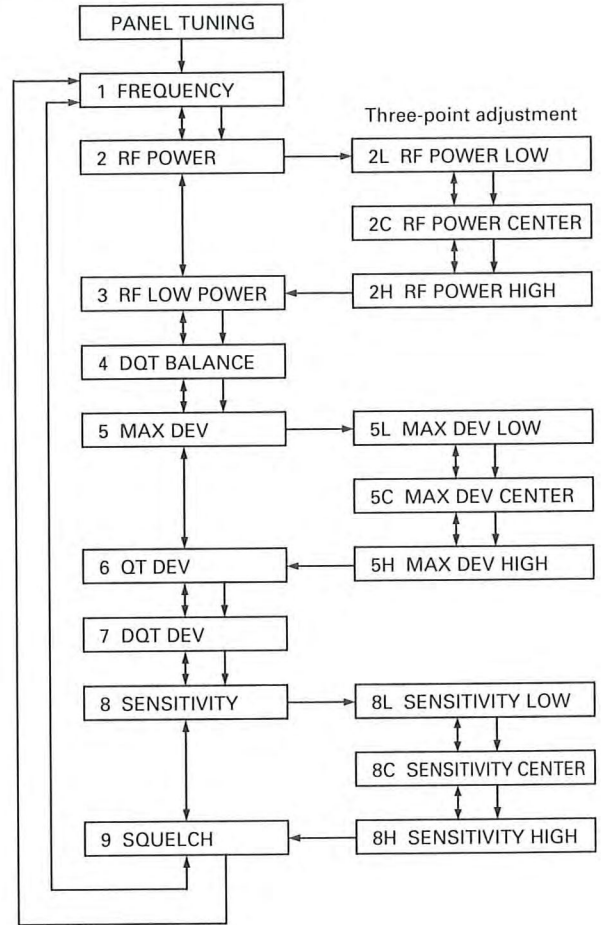 PANEL TUNING
1 FREQUENCY
Three-point adjustment
2 RF POWER
2L RF POWER LOW
2C RF POWER CENTER
3 RF LOW POWER
2H RF POWER HIGH
4 DQT BALANCE
5 MAX DEV
5L MAX DEV LOW
5C MAX DEV CENTER
6 QT DEV
5H MAX DEV HIGH
7 DQT DEV
8 SENSITIVITY
8L SENSITIVITY LOW
8C SENSITIVITY CENTER
9 SQUELCH
8H SENSITIVITY HIGH